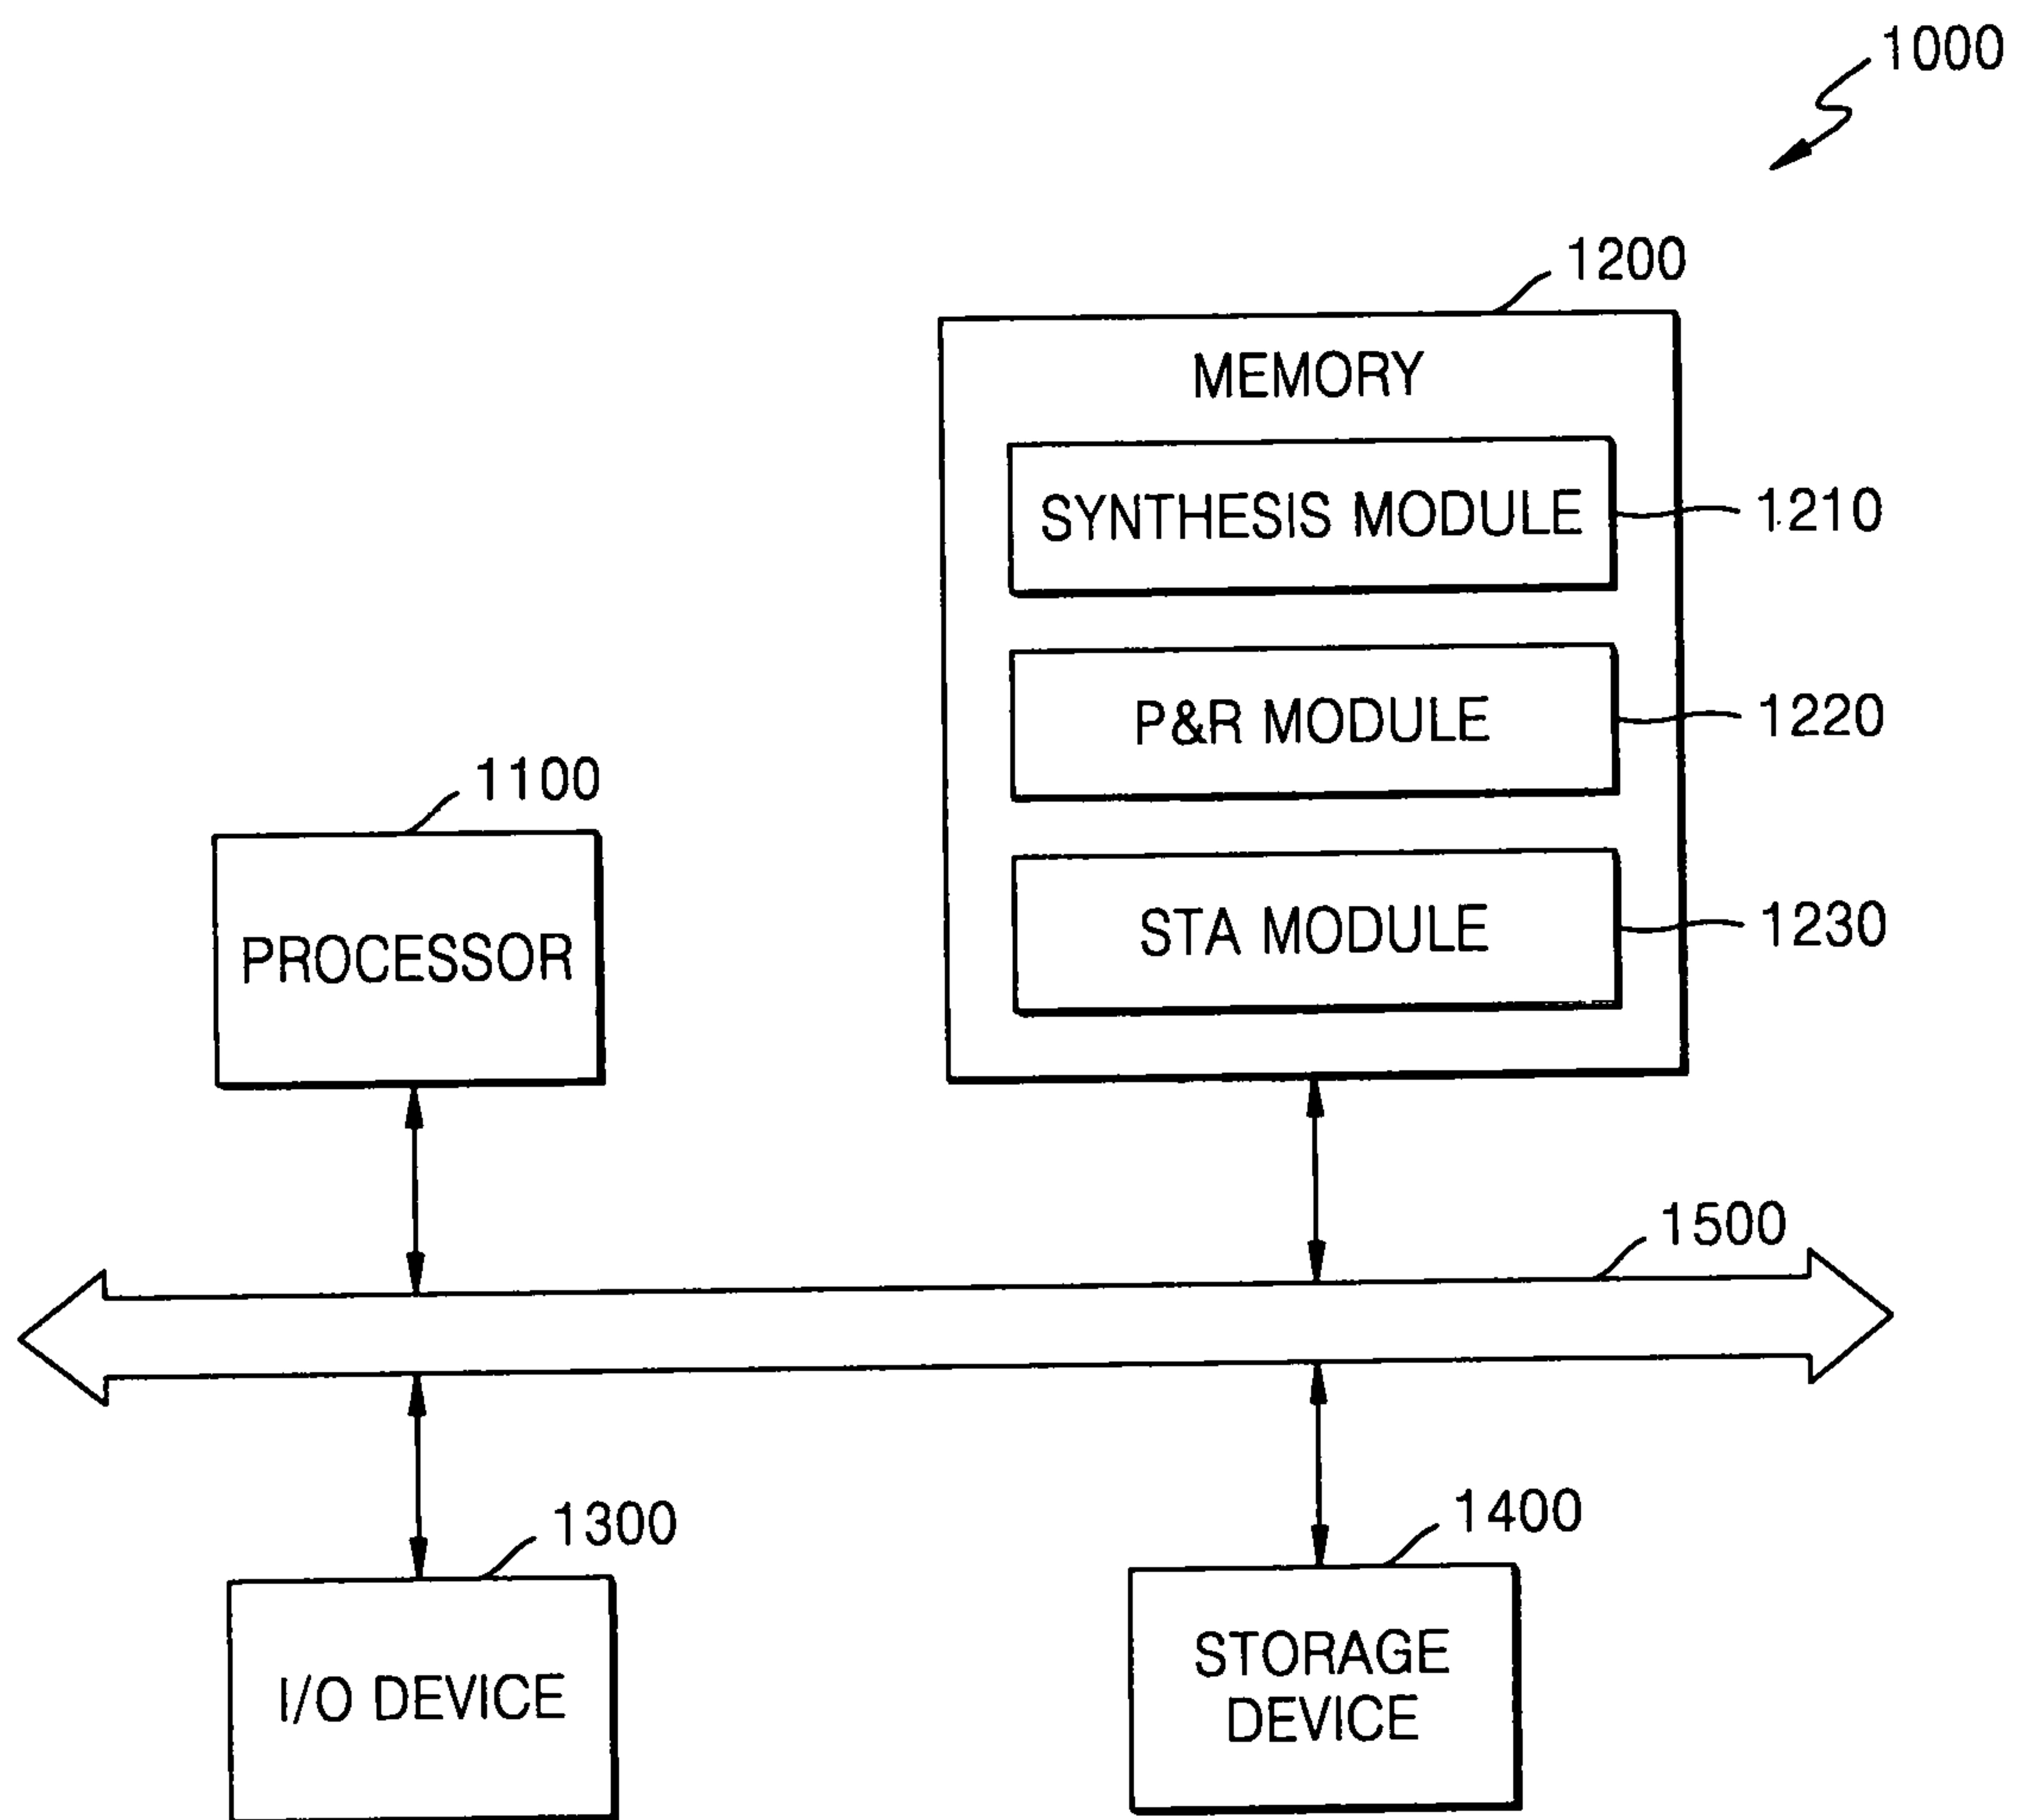 1000
1200
MEMORY
SYNTHESIS MODULE
1210
P&R MODULE
1220
1100
STA MODULE
1230
PROCESSOR
1500
1300
1400
I/O DEVICE
STORAGE
DEVICE